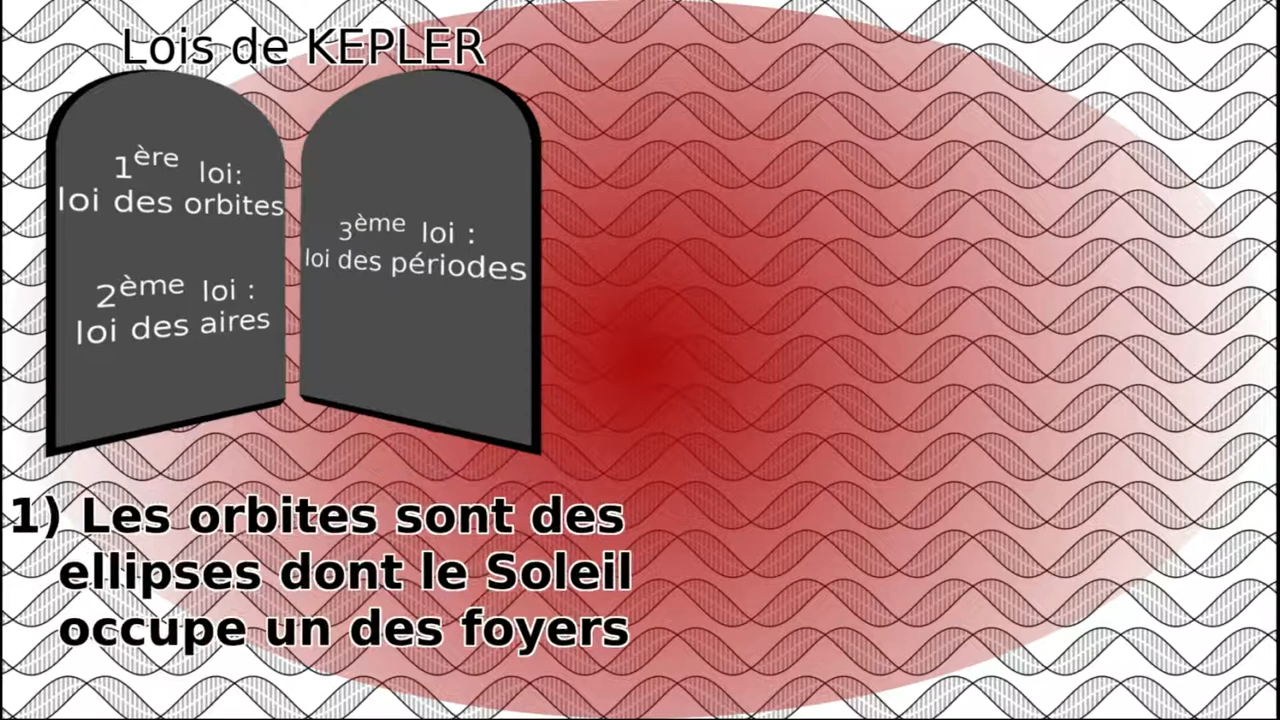 Lois de KEPLER
1ère loi:
loi des orbites
2ème loi :
loi des aires
3ème loi :
loi des périodes
1) Les orbites sont des
ellipses dont le Soleil
occupe un des foyers